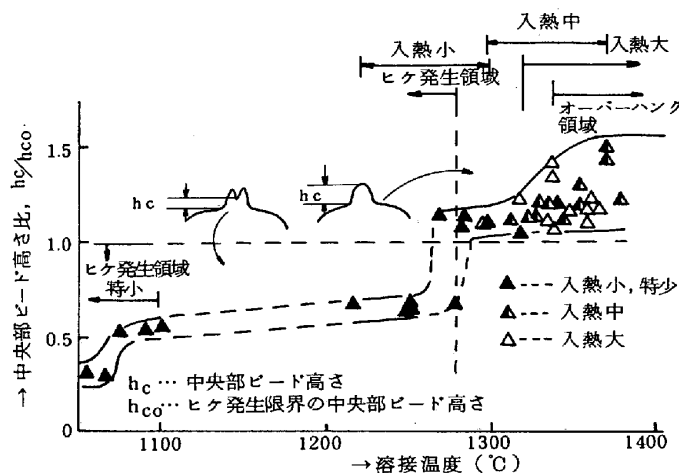 入熱中
入熱小
入熱大
ヒケ発生領域
オーバーハング
領域
→中央部ビード高さ比, hc/hco
1.5
1.0
0.5
0
hc
hc
ヒケ発生領域
特小
入熱小,特少
入熱中
入熱大
hc…中央部ビード高さ
hco…ヒケ発生限界の中央部ビード高さ
1100
1200
1300
1400
→溶接温度(℃)